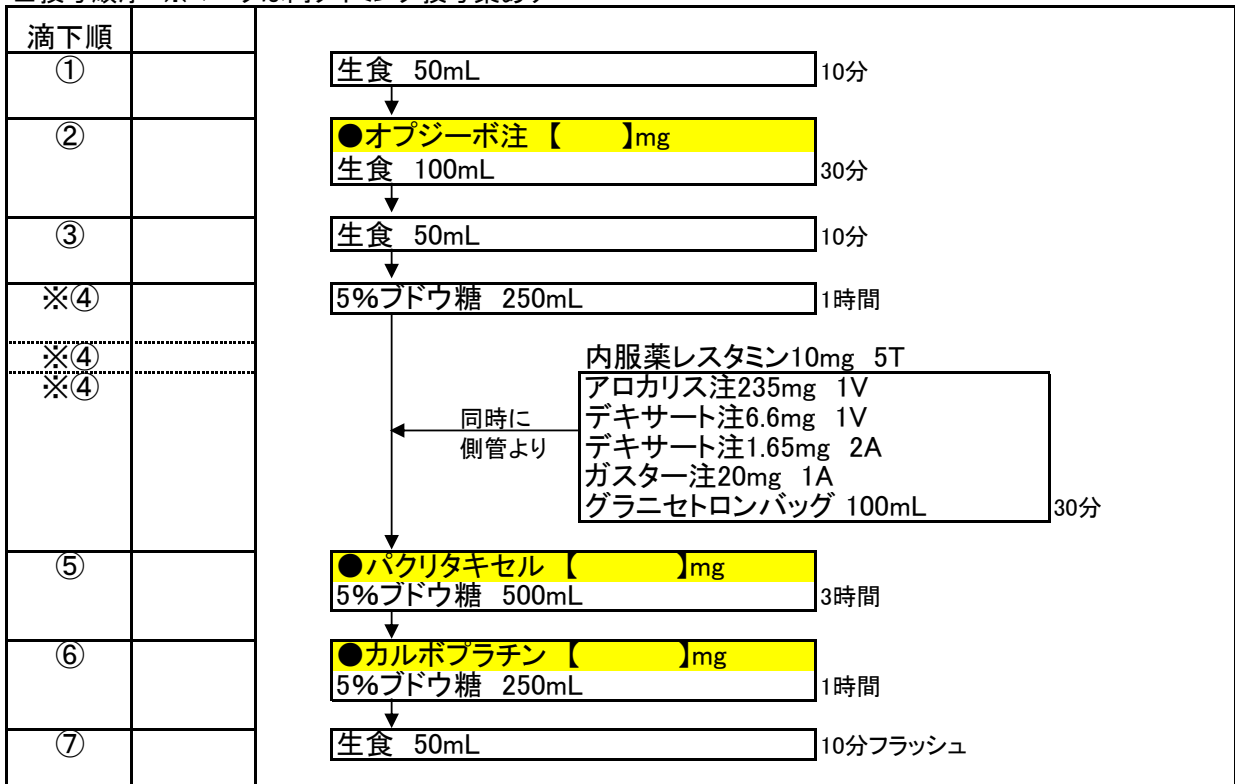 滴下順
① 生食 50mL 10分
② ●オプジーボ注 【 】mg
生食 100mL 30分
③ 生食 50mL 10分
※④ 5%ブドウ糖 250mL 1時間
※④ 内服薬レスタミン10mg 5T
※④ アロカリス注235mg 1V
同時に デキサート注6.6mg 1V
側管より デキサート注1.65mg 2A
ガスター注20mg 1A
グラニセトロンバッグ 100mL 30分
⑤ ●パクリタキセル 【 】mg
5%ブドウ糖 500mL 3時間
⑥ ●カルボプラチン 【 】mg
5%ブドウ糖 250mL 1時間
⑦ 生食 50mL 10分フラッシュ